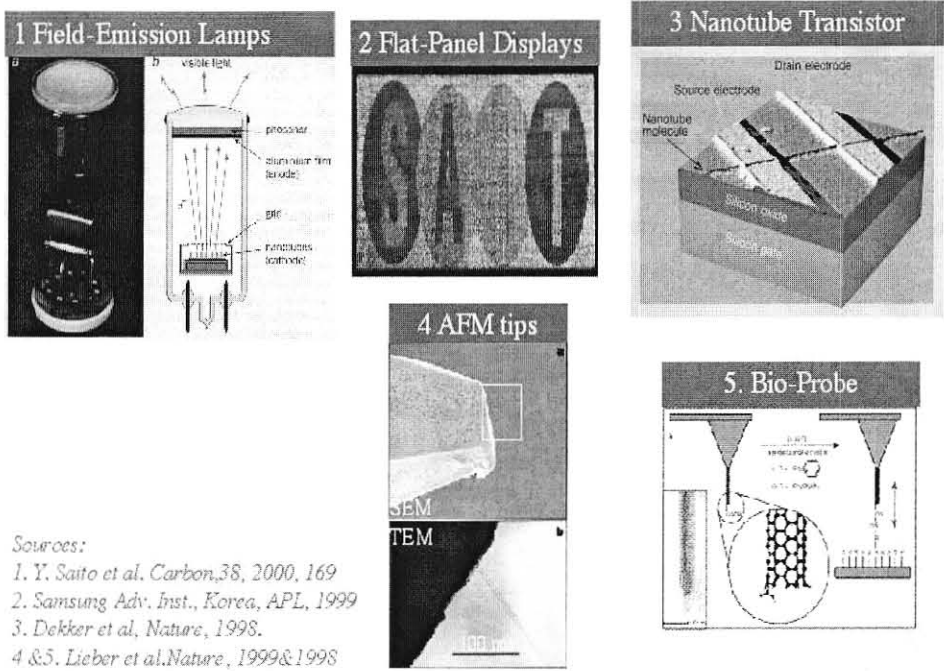 1 Field-Emission Lamps
a
b
visible light
phosphor
aluminium film
(anode)
grid
nanotubes
(cathode)
2 Flat-Panel Displays
SAIT
3 Nanotube Transistor
Drain electrode
Source electrode
Nanotube
molecule
Silicon oxide
Silicon gate
4 AFM tips
SEM
TEM
5. Bio-Probe
Sources:
1. Y. Saito et al. Carbon,38, 2000, 169
2. Samsung Adv. Inst., Korea, APL, 1999
3. Dekker et al, Nature, 1998.
4 &5. Lieber et al.Nature, 1999&1998